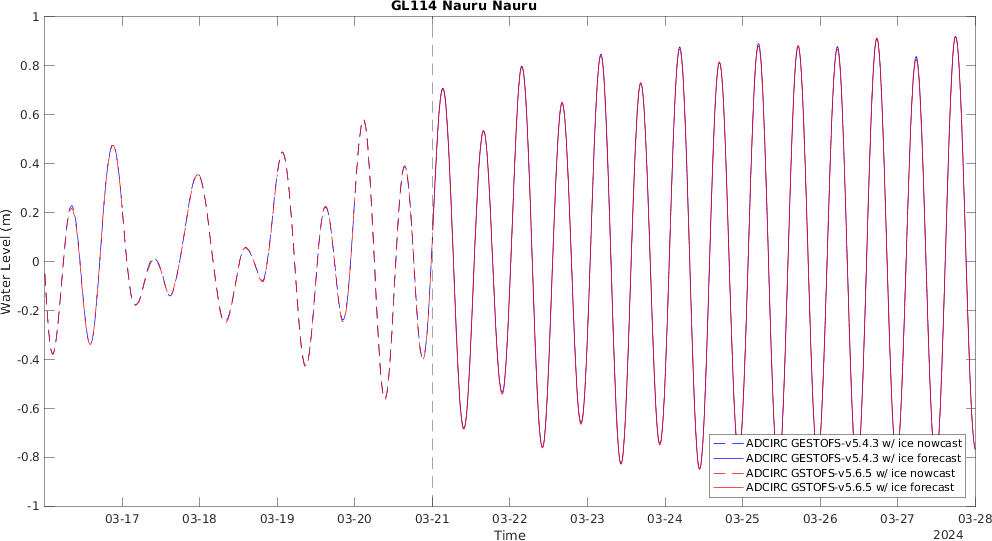 GL114 Nauru Nauru
1
0.8
0.6
0.4
0.2
0
-0.2
-0.4
-0.6
-0.8
-1
Water Level (m)
ADCIRC GESTOFS-v5.4.3 w/ ice nowcast
ADCIRC GESTOFS-v5.4.3 w/ ice forecast
ADCIRC GSTOFS-v5.6.5 w/ ice nowcast
ADCIRC GSTOFS-v5.6.5 w/ ice forecast
03-17 03-18 03-19 03-20 03-21 03-22 03-23 03-24 03-25 03-26 03-27 03-28
Time
2024